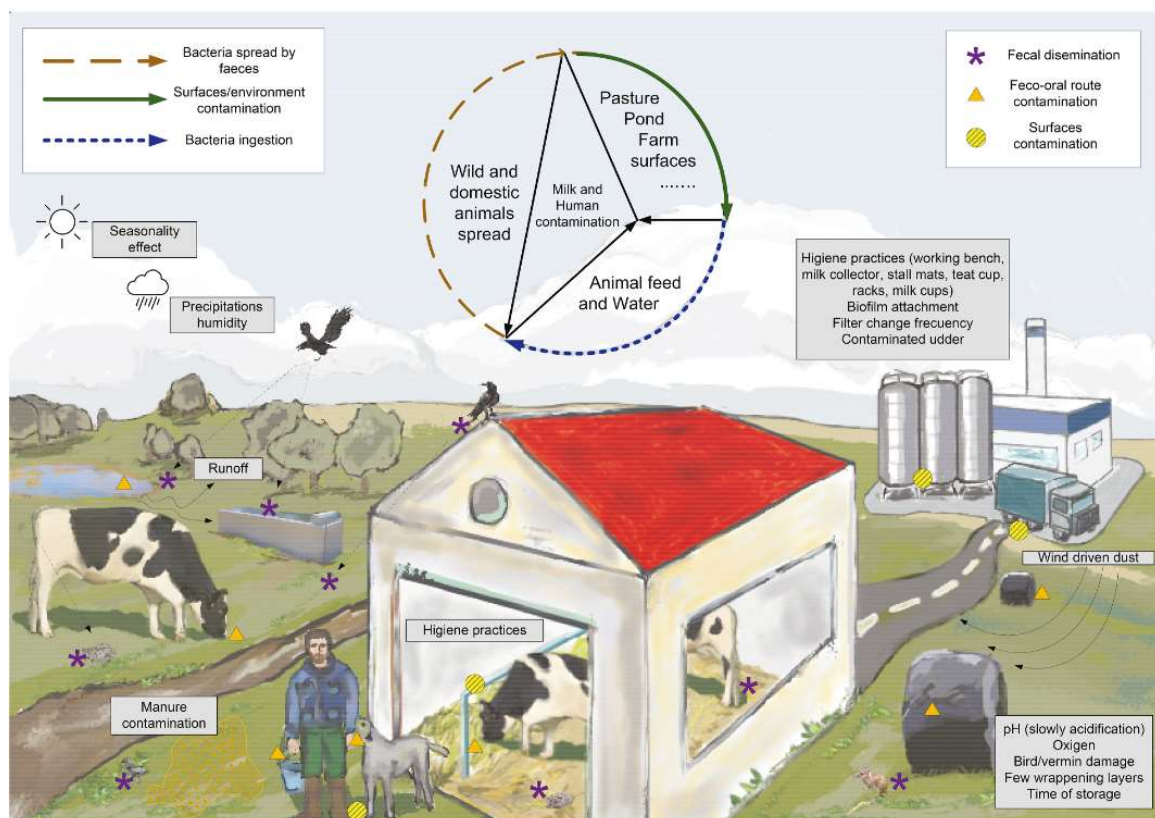 Bacteria spread by
faeces
Surfaces/environment
contamination
Bacteria ingestion
Fecal disemination
Feco-oral route
contamination
Surfaces
contamination
Pasture
Pond
Farm
surfaces
.......
Wild and
domestic
animals
spread
Milk and
Human
contamination
Animal feed
and Water
Seasonality
effect
Precipitations
humidity
Higiene practices (working bench,
milk collector, stall mats, teat cup,
racks, milk cups)
Biofilm attachment
Filter change frecuency
Contaminated udder
Runoff
Wind driven dust
Higiene practices
Manure
contamination
pH (slowly acidification)
Oxigen
Bird/vermin damage
Few wrappening layers
Time of storage